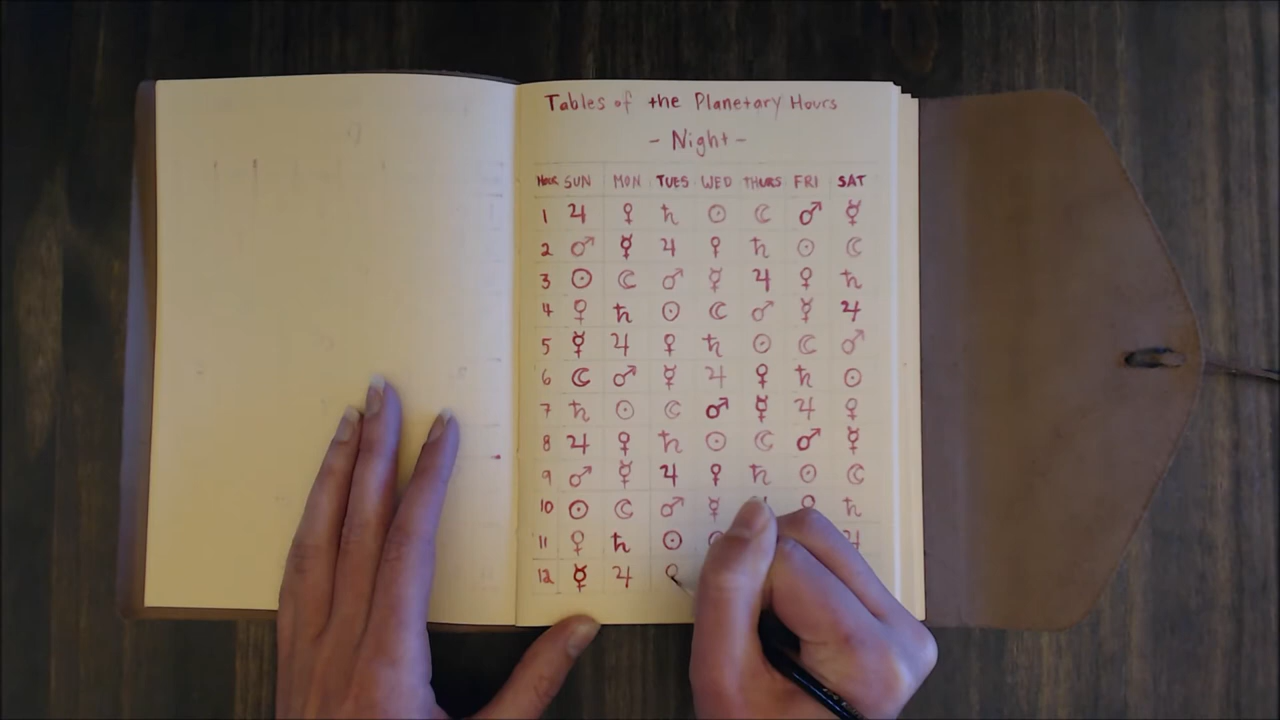 Tables of the Planetary Hours
- Night -
Hour SUN MON TUES WED THURS FRI SAT
1 ♃ ♀ ♄ ☉ ☾ ♂ ☿
2 ♂ ☿ ♃ ♀ ♄ ☉ ☾
3 ☉ ☾ ♂ ☿ ♃ ♀ ♄
4 ♀ ♄ ☉ ☾ ♂ ☿ ♃
5 ☿ ♃ ♀ ♄ ☉ ☾ ♂
6 ☾ ♂ ☿ ♃ ♀ ♄ ☉
7 ♄ ☉ ☾ ♂ ☿ ♃ ♀
8 ♃ ♀ ♄ ☉ ☾ ♂ ☿
9 ♂ ☿ ♃ ♀ ♄ ☉ ☾
10 ☉ ☾ ♂ ☿ ♀ ♄
11 ♀ ♄ ☉ ♃
12 ☿ ♃